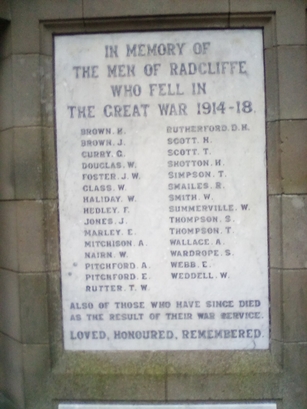 IN MEMORY OF
THE MEN OF RADCLIFFE
WHO FELL IN
THE GREAT WAR 1914-18.
BROWN. H.
BROWN. J.
CURRY. G.
DOUGLAS. W.
FOSTER. J. W.
GLASS. W.
HALIDAY. W.
HEDLEY. F.
JONES. J.
MARLEY. E.
MITCHISON. A.
NAIRN. W.
PITCHFORD. A.
PITCHFORD. E.
RUTTER. T. W.
RUTHERFORD. D. H.
SCOTT. H.
SCOTT. T.
SHOTTON. H.
SIMPSON. T.
SMAILES. R.
SMITH. W.
SUMMERVILLE. W.
THOMPSON. S.
THOMPSON. T.
WALLACE. A.
WARDROPE. S.
WEBB. E.
WEDDELL. W.
ALSO OF THOSE WHO HAVE SINCE DIED
AS THE RESULT OF THEIR WAR SERVICE.
LOVED, HONOURED, REMEMBERED